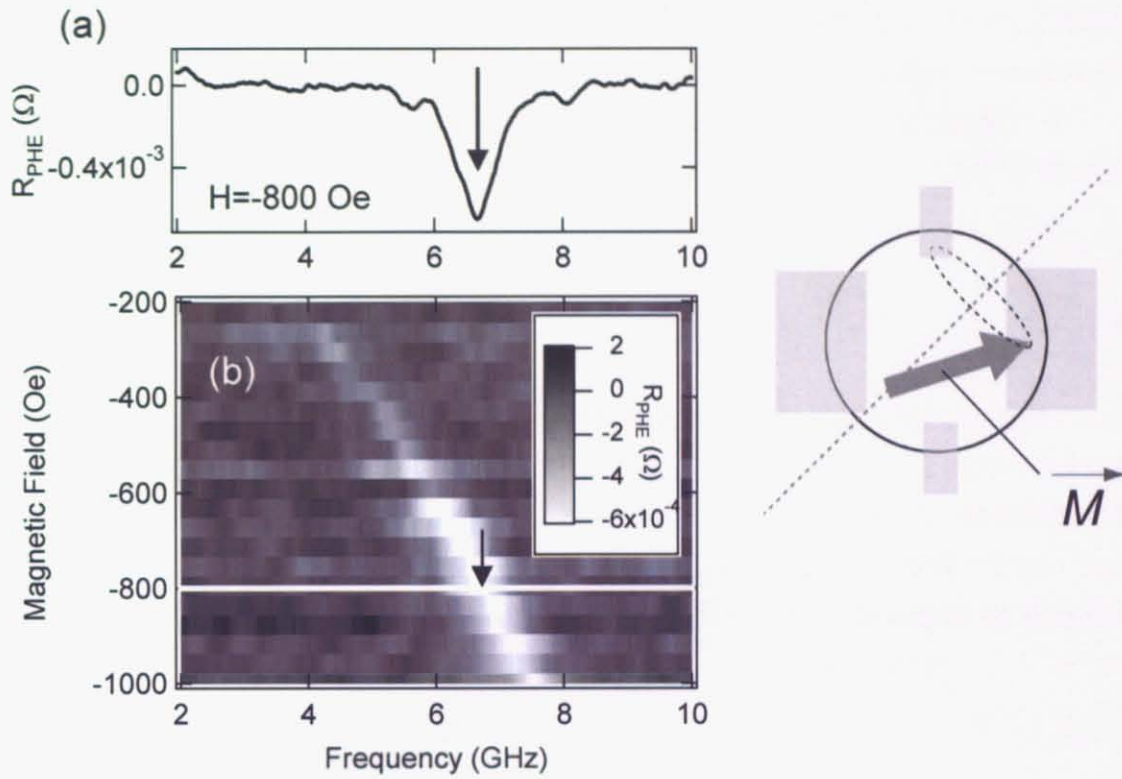 (a)
R_PHE (Ω)
0.0
-0.4x10^-3
H=-800 Oe
2 4 6 8 10
Magnetic Field (Oe)
-200
-400
-600
-800
-1000
(b)
2
0
-2
-4
-6x10^-4
R_PHE (Ω)
2 4 6 8 10
Frequency (GHz)
M